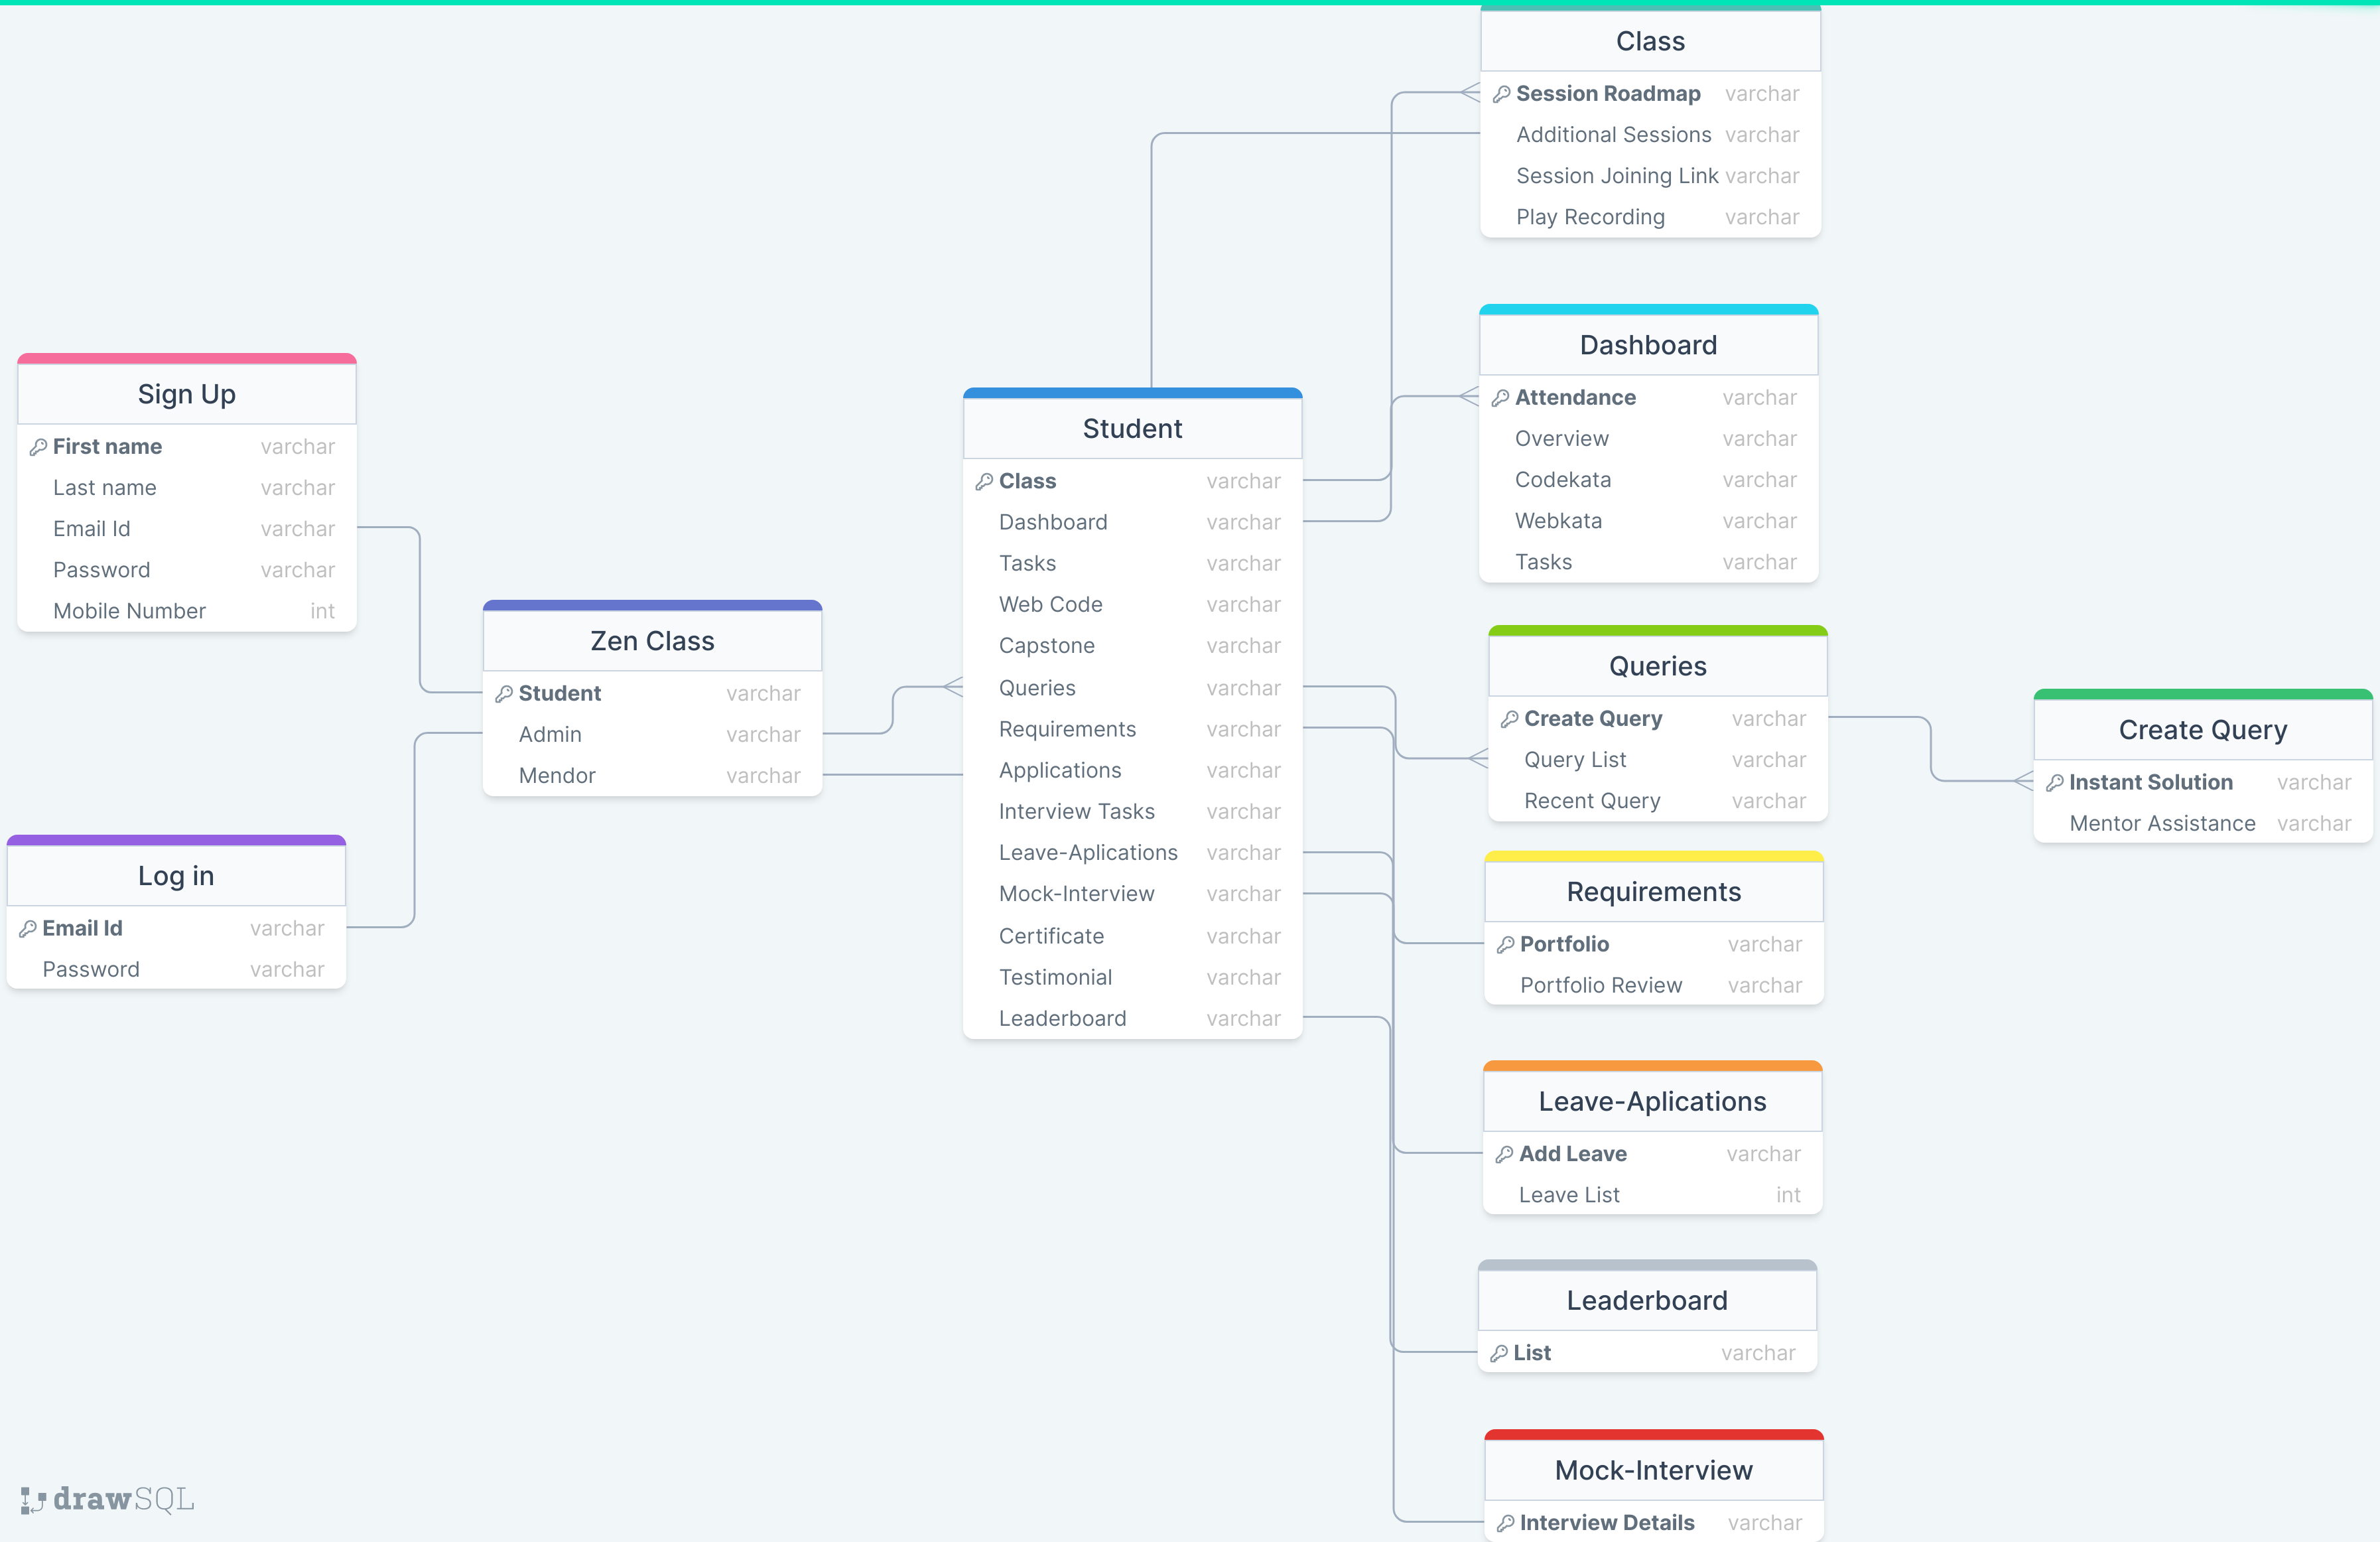 Class
Session Roadmap varchar
Additional Sessions varchar
Session Joining Link varchar
Play Recording varchar
Dashboard
Attendance varchar
Overview varchar
Codekata varchar
Webkata varchar
Tasks varchar
Sign Up
First name varchar
Last name varchar
Email Id varchar
Password varchar
Mobile Number int
Student
Class varchar
Dashboard varchar
Tasks varchar
Web Code varchar
Capstone varchar
Queries varchar
Requirements varchar
Applications varchar
Interview Tasks varchar
Leave-Aplications varchar
Mock-Interview varchar
Certificate varchar
Testimonial varchar
Leaderboard varchar
Zen Class
Student varchar
Admin varchar
Mendor varchar
Queries
Create Query varchar
Query List varchar
Recent Query varchar
Create Query
Instant Solution varchar
Mentor Assistance varchar
Log in
Email Id varchar
Password varchar
Requirements
Portfolio varchar
Portfolio Review varchar
Leave-Aplications
Add Leave varchar
Leave List int
Leaderboard
List varchar
Mock-Interview
Interview Details varchar
drawSQL